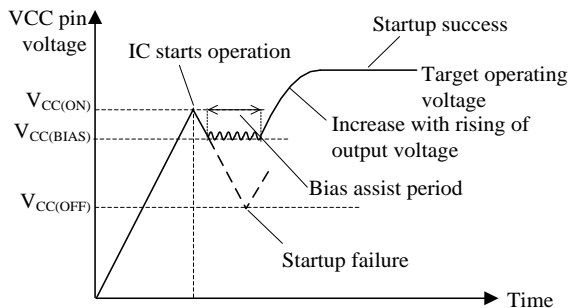 VCC pin
voltage
Startup success
IC starts operation
Target operating
voltage
VCC(ON)
Increase with rising of
output voltage
VCC(BIAS)
Bias assist period
VCC(OFF)
Startup failure
Time